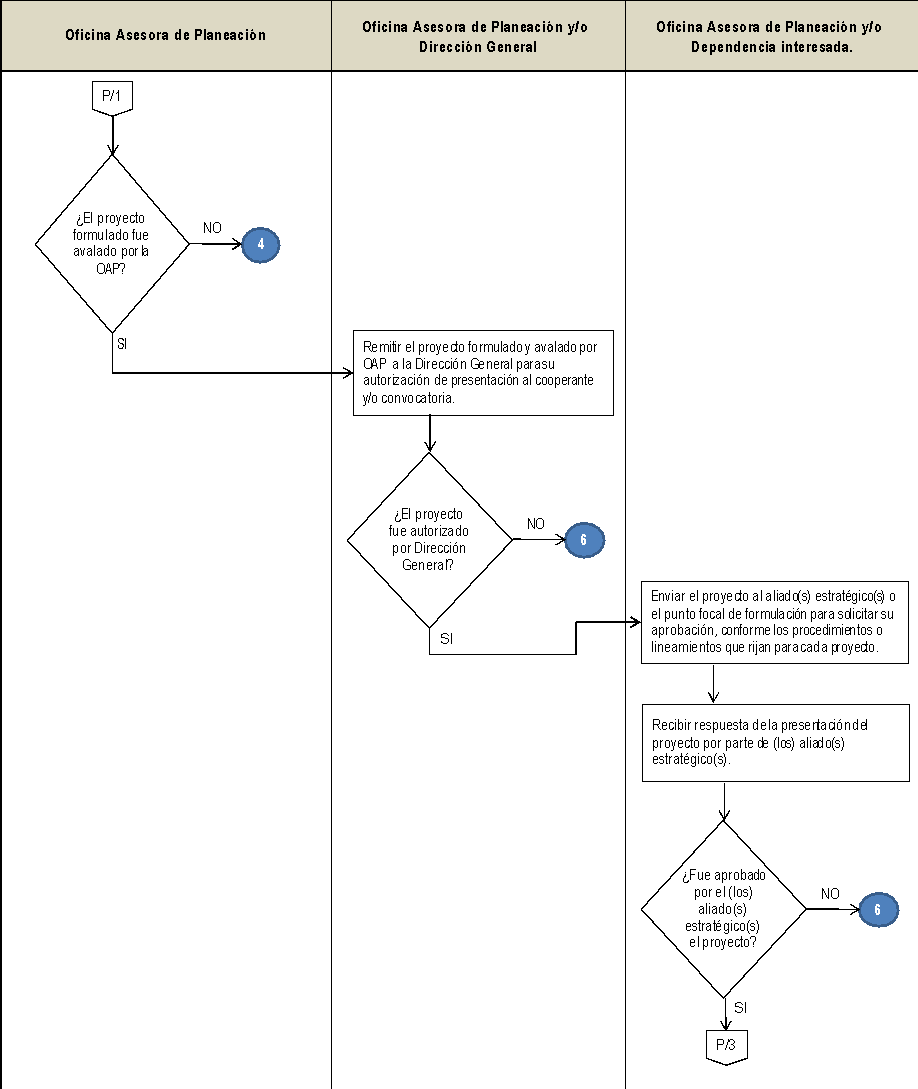 Oficina Asesora de Planeación
Oficina Asesora de Planeación y/o
Dirección General
Oficina Asesora de Planeación y/o
Dependencia interesada.
P/1
¿El proyecto
formulado fue
avalado por la
OAP?
NO
4
SI
Remitir el proyecto formulado y avalado por
OAP a la Dirección General para su
autorización de presentación al cooperante
y/o convocatoria.
¿El proyecto
fue autorizado
por Dirección
General?
NO
6
SI
Enviar el proyecto al aliado(s) estratégico(s) o
el punto focal de formulación para solicitar su
aprobación, conforme los procedimientos o
lineamientos que rijan para cada proyecto.
Recibir respuesta de la presentación del
proyecto por parte de (los) aliado(s)
estratégico(s).
¿Fue aprobado
por el (los)
aliado(s)
estratégico(s)
el proyecto?
NO
6
SI
P/3